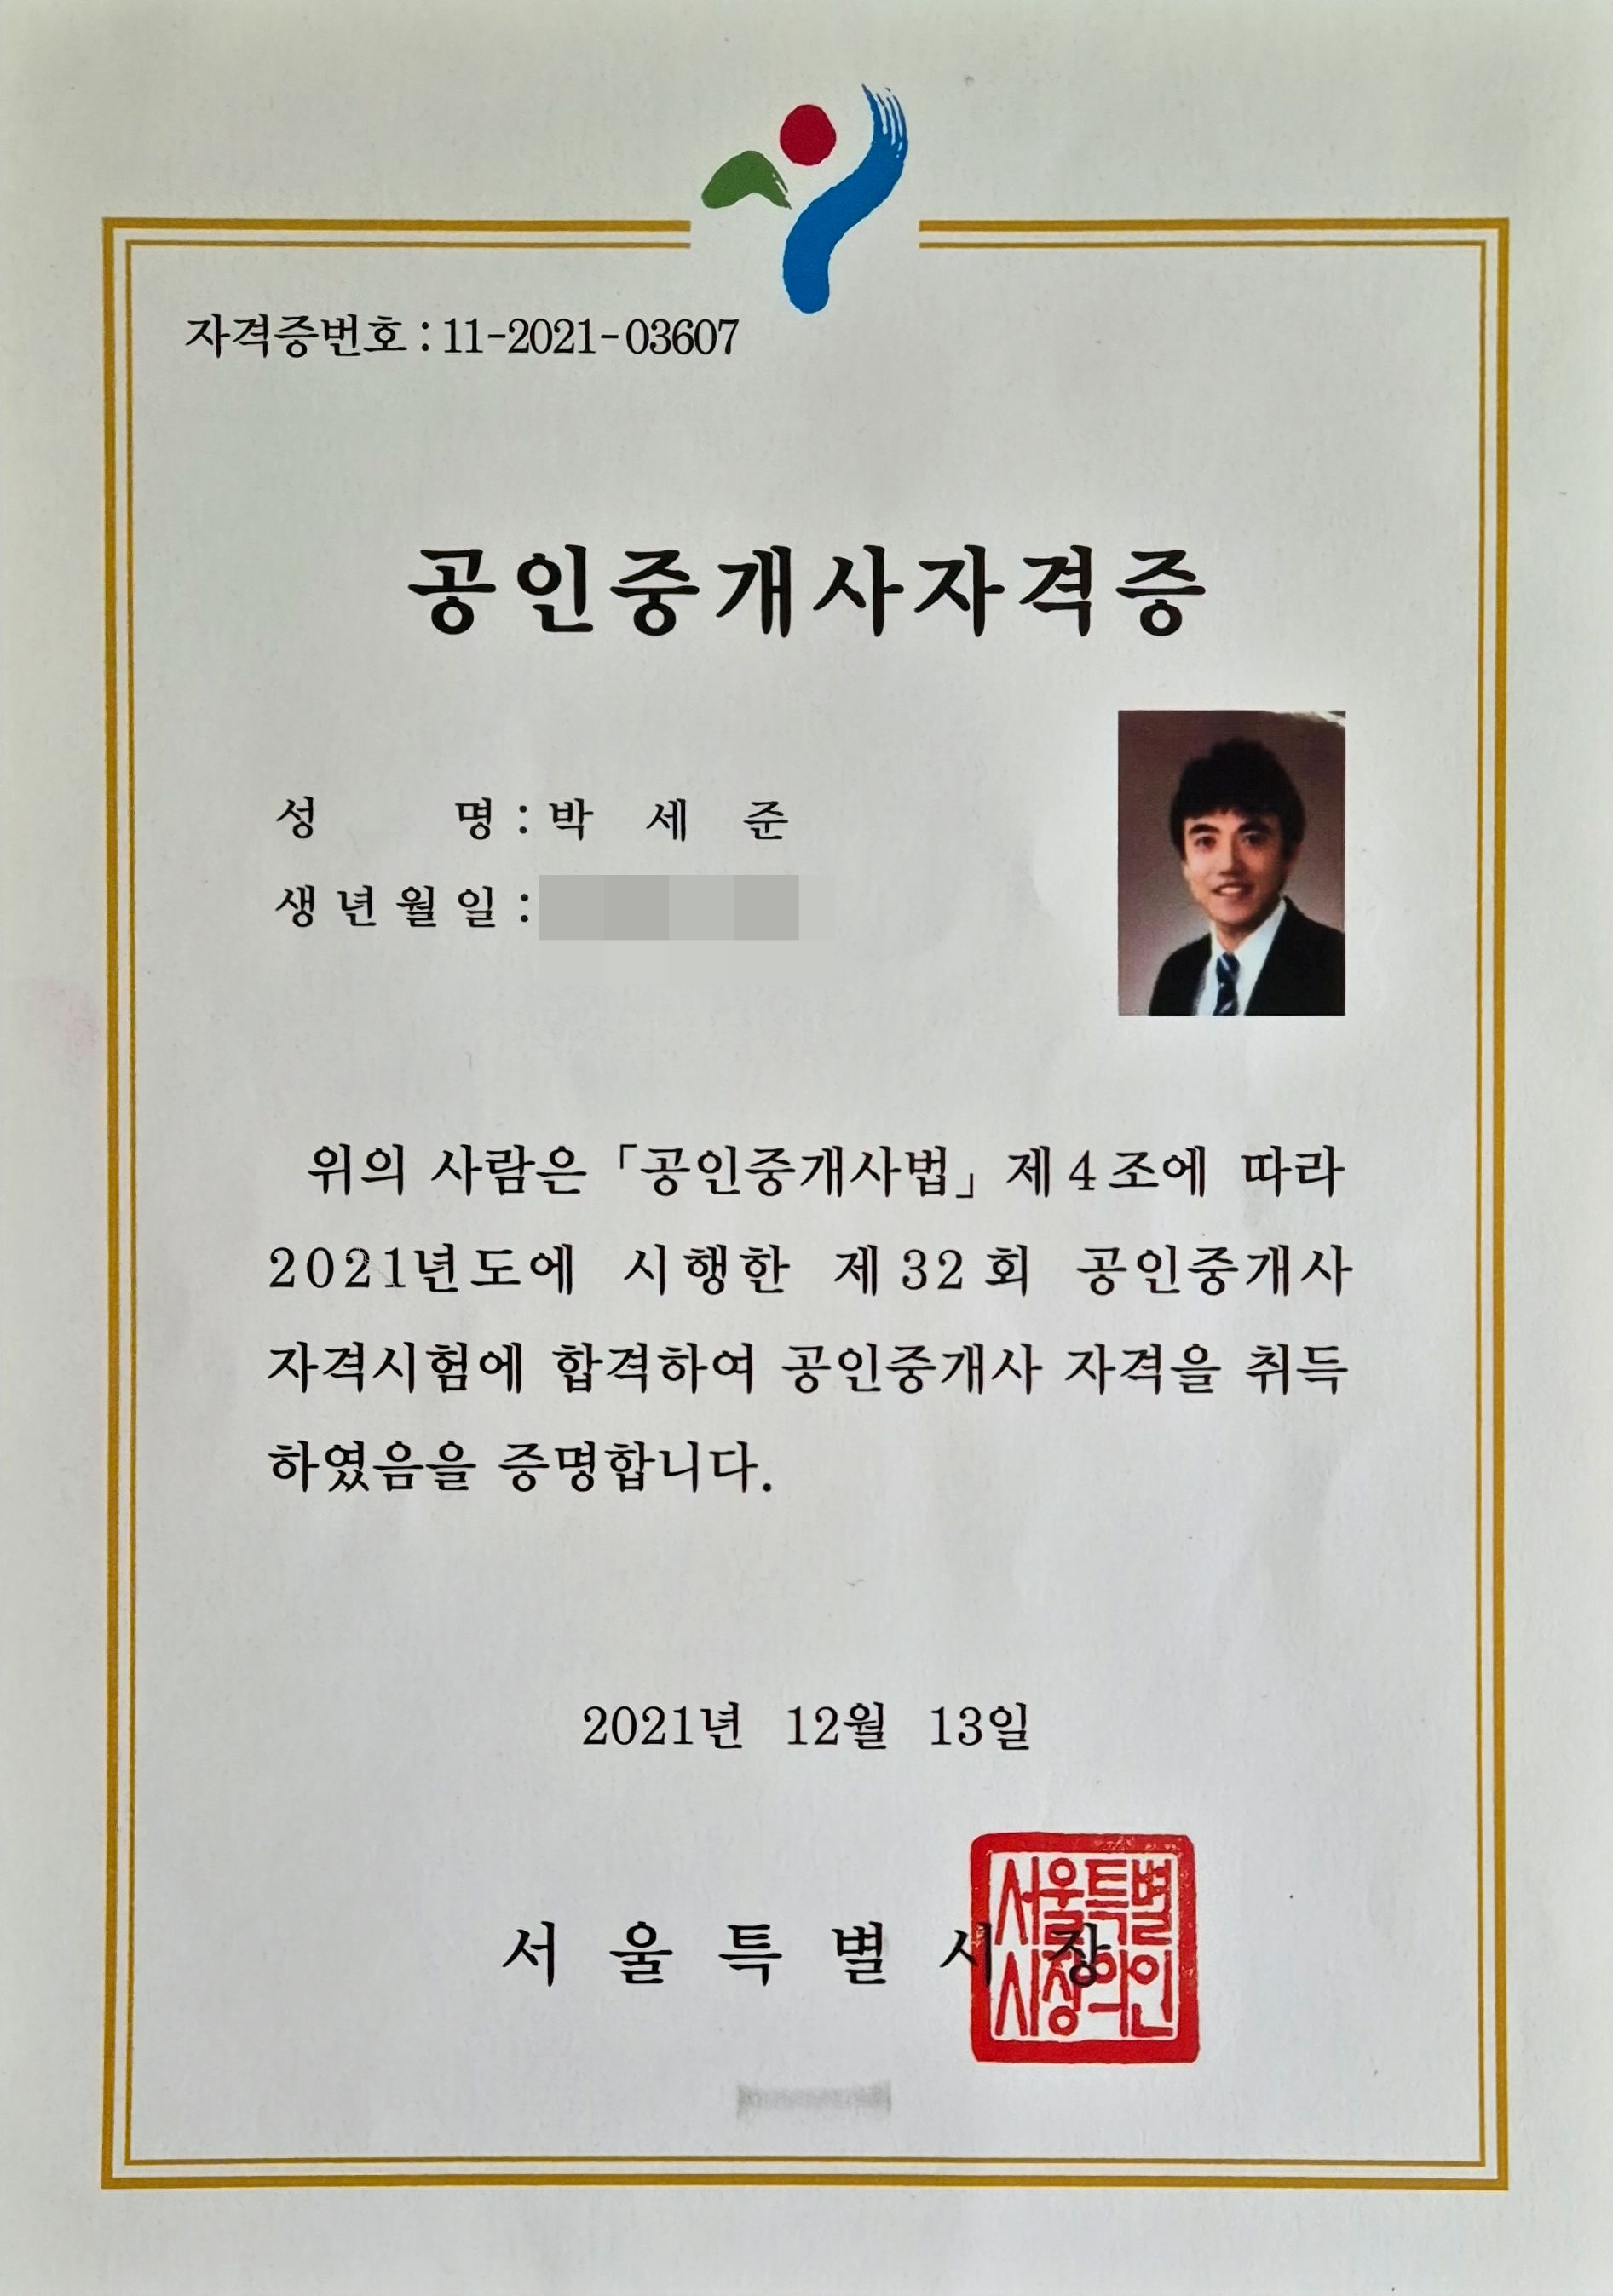 자격증번호 : 11-2021-03607
공인중개사자격증
성 명 : 박 세 준
생년월일 :
위의 사람은 「공인중개사법」 제4조에 따라
2021년도에 시행한 제32회 공인중개사
자격시험에 합격하여 공인중개사 자격을 취득
하였음을 증명합니다.
2021년 12월 13일
서울특별시장
서울특별
시장의인